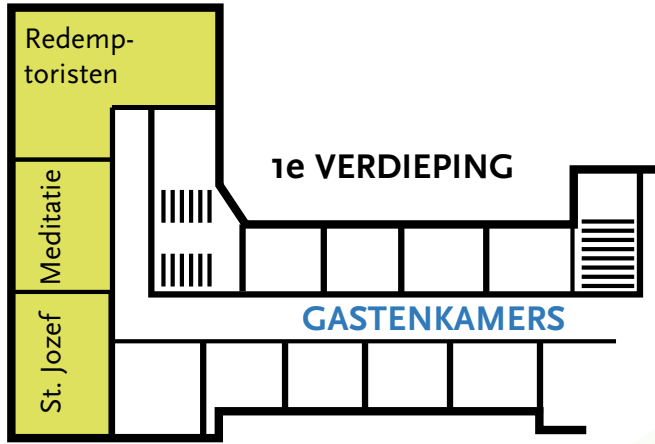 Redemp-
toristen
1e VERDIEPING
Meditatie
GASTENKAMERS
St. Jozef